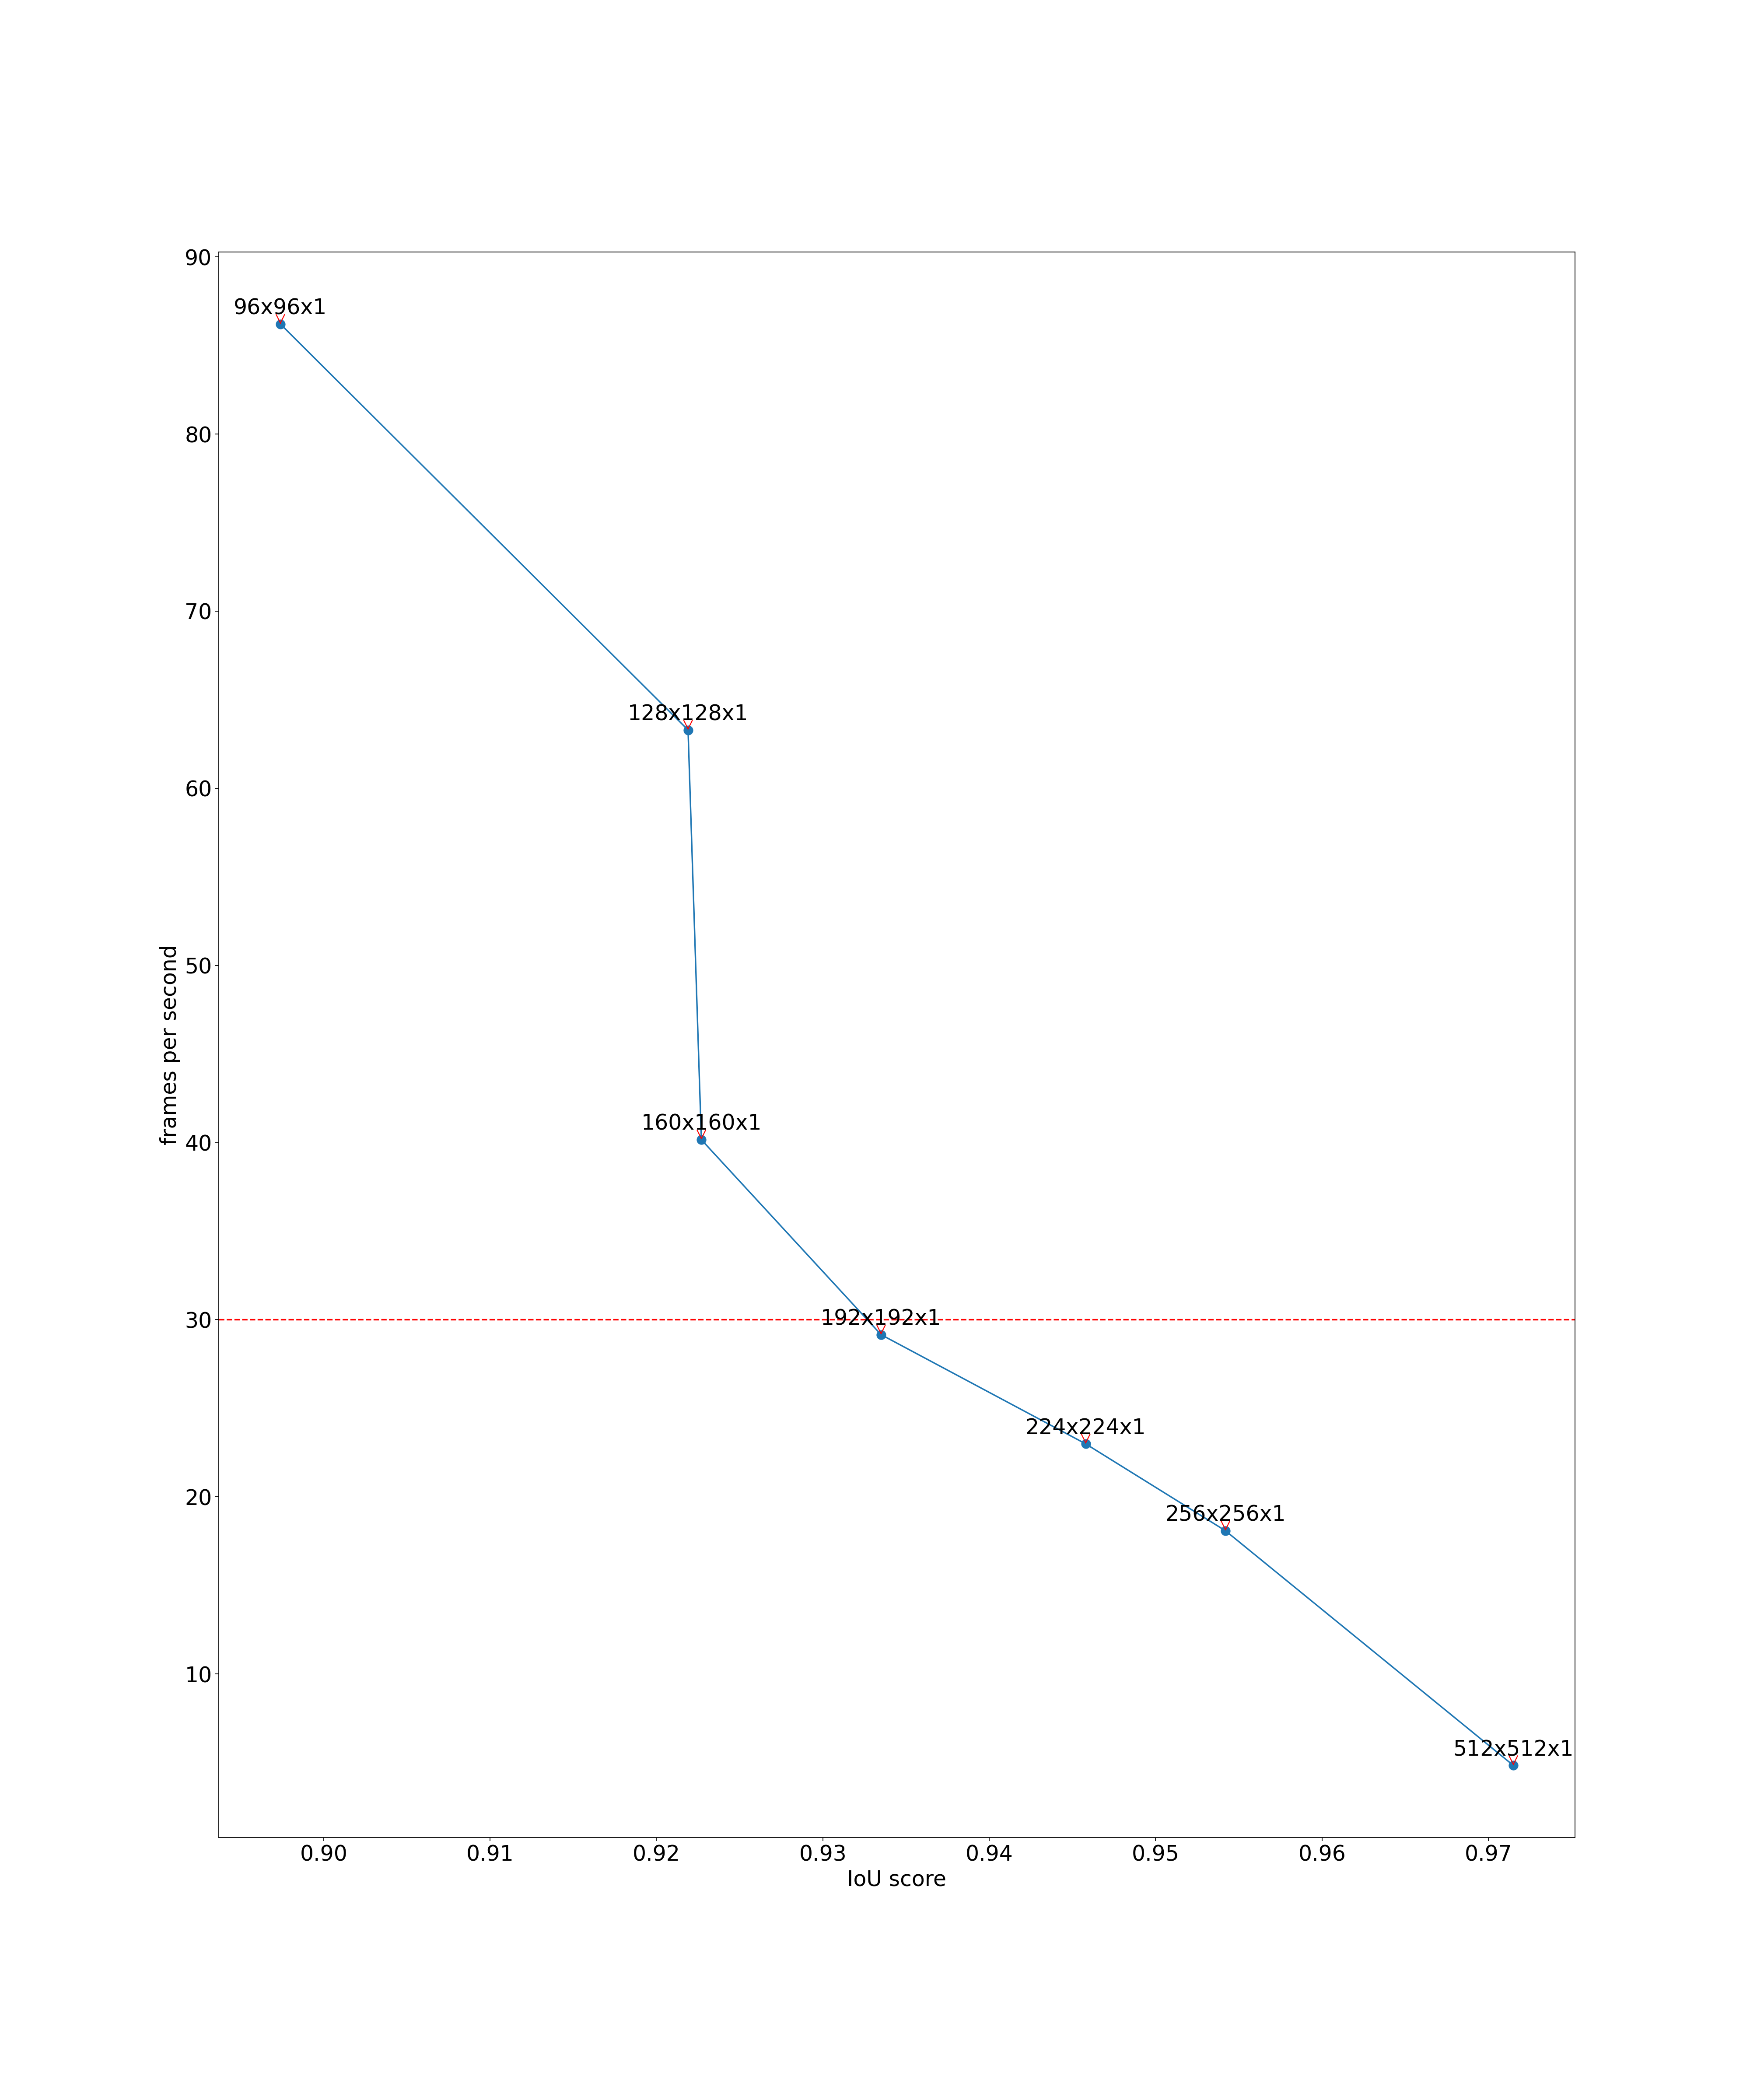 90
96x96x1
80
70
128x128x1
60
50
frames per second
160x160x1
40
192x192x1
30
224x224x1
20
256x256x1
10
512x512x1
0.90 0.91 0.92 0.93 0.94 0.95 0.96 0.97
IoU score